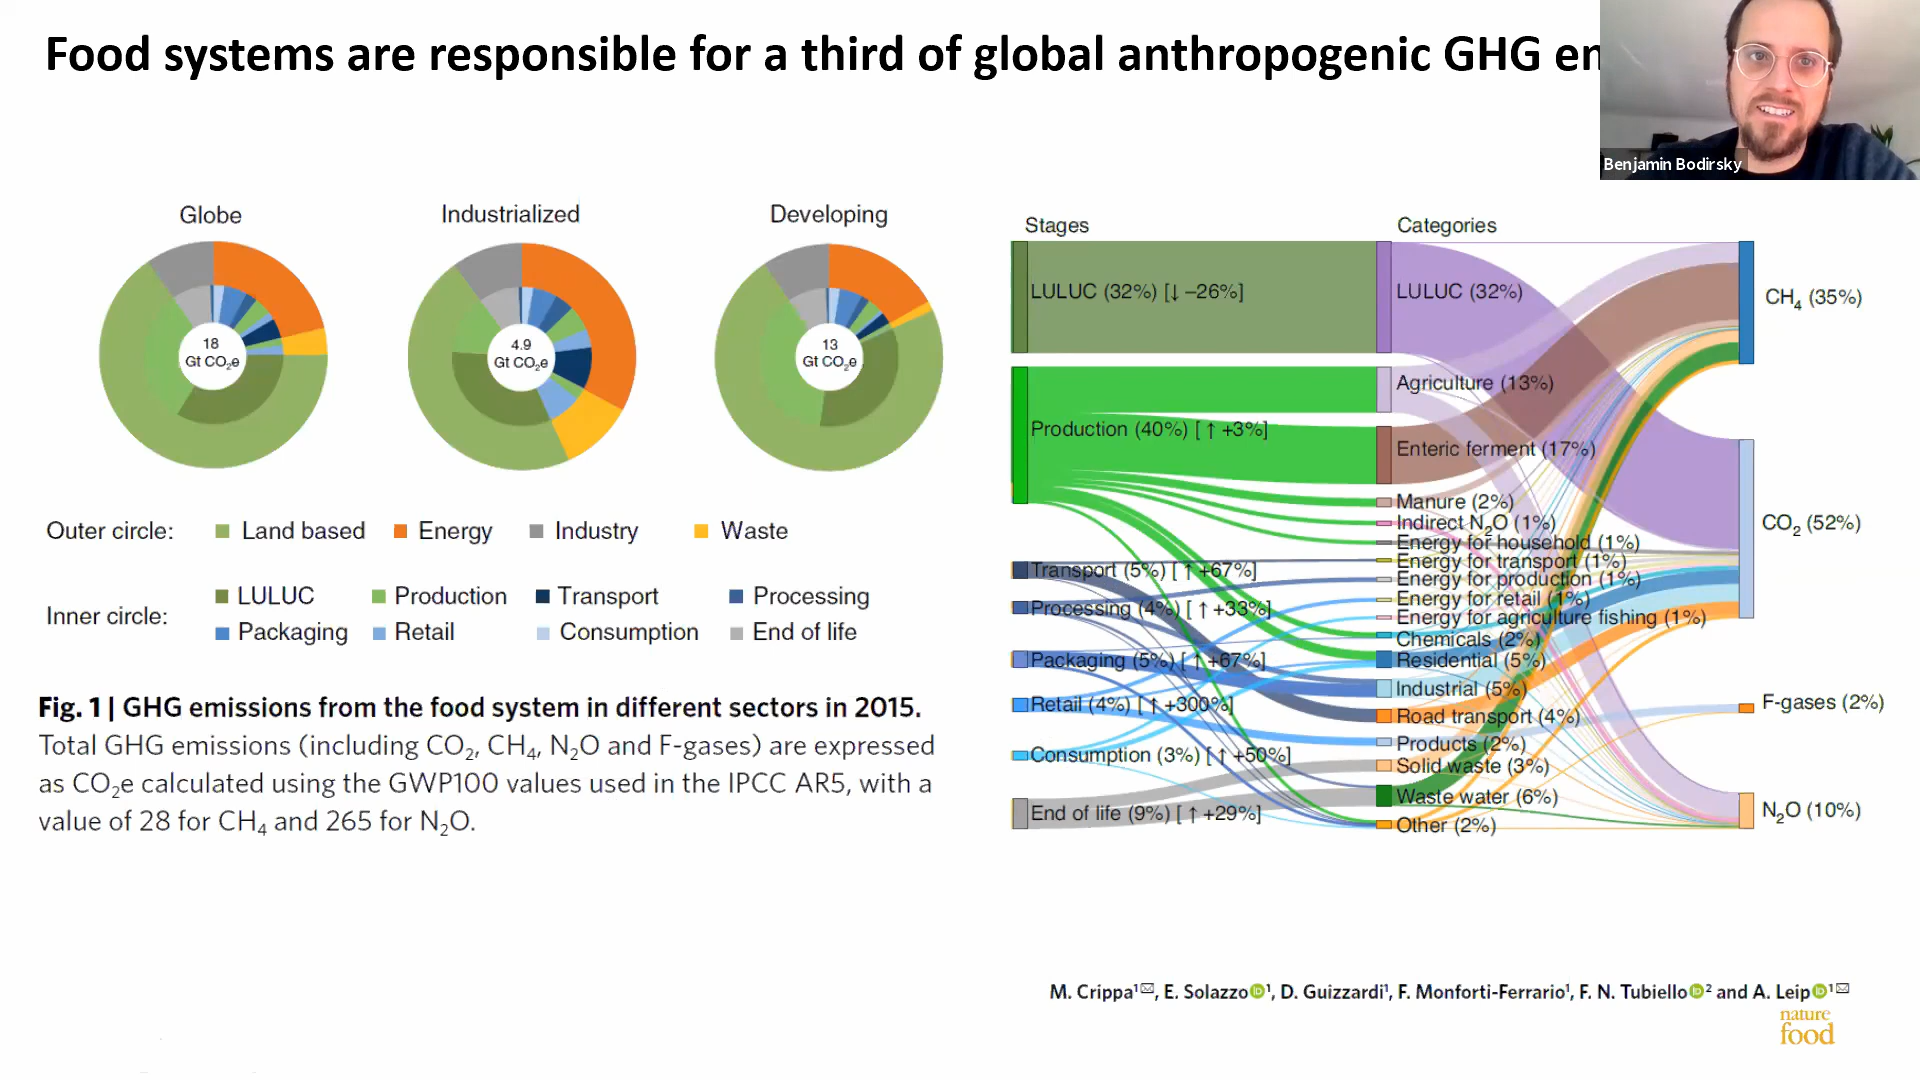 Food systems are responsible for a third of global anthropogenic GHG en
Benjamin Bodirsky
Globe
Industrialized
Developing
18
Gt CO₂e
4.9
Gt CO₂e
13
Gt CO₂e
Outer circle:
Land based
Energy
Industry
Waste
Inner circle:
LULUC
Production
Transport
Processing
Packaging
Retail
Consumption
End of life
Fig. 1 | GHG emissions from the food system in different sectors in 2015.
Total GHG emissions (including CO₂, CH₄, N₂O and F-gases) are expressed
as CO₂e calculated using the GWP100 values used in the IPCC AR5, with a
value of 28 for CH₄ and 265 for N₂O.
Stages
LULUC (32%) [↓ –26%]
Production (40%) [↑ +3%]
Transport (5%) [↑ +67%]
Processing (4%) [↑ +33%]
Packaging (5%) [↑ +67%]
Retail (4%) [↑ +300%]
Consumption (3%) [↑ +50%]
End of life (9%) [↑ +29%]
Categories
LULUC (32%)
Agriculture (13%)
Enteric ferment (17%)
Manure (2%)
Indirect N₂O (1%)
Energy for household (1%)
Energy for transport (1%)
Energy for production (1%)
Energy for retail (1%)
Energy for agriculture fishing (1%)
Chemicals (2%)
Residential (5%)
Industrial (5%)
Road transport (4%)
Products (2%)
Solid waste (3%)
Waste water (6%)
Other (2%)
CH₄ (35%)
CO₂ (52%)
F-gases (2%)
N₂O (10%)
M. Crippa¹✉, E. Solazzo iD ¹, D. Guizzardi¹, F. Monforti-Ferrario¹, F. N. Tubiello iD ² and A. Leip iD ¹✉
nature
food